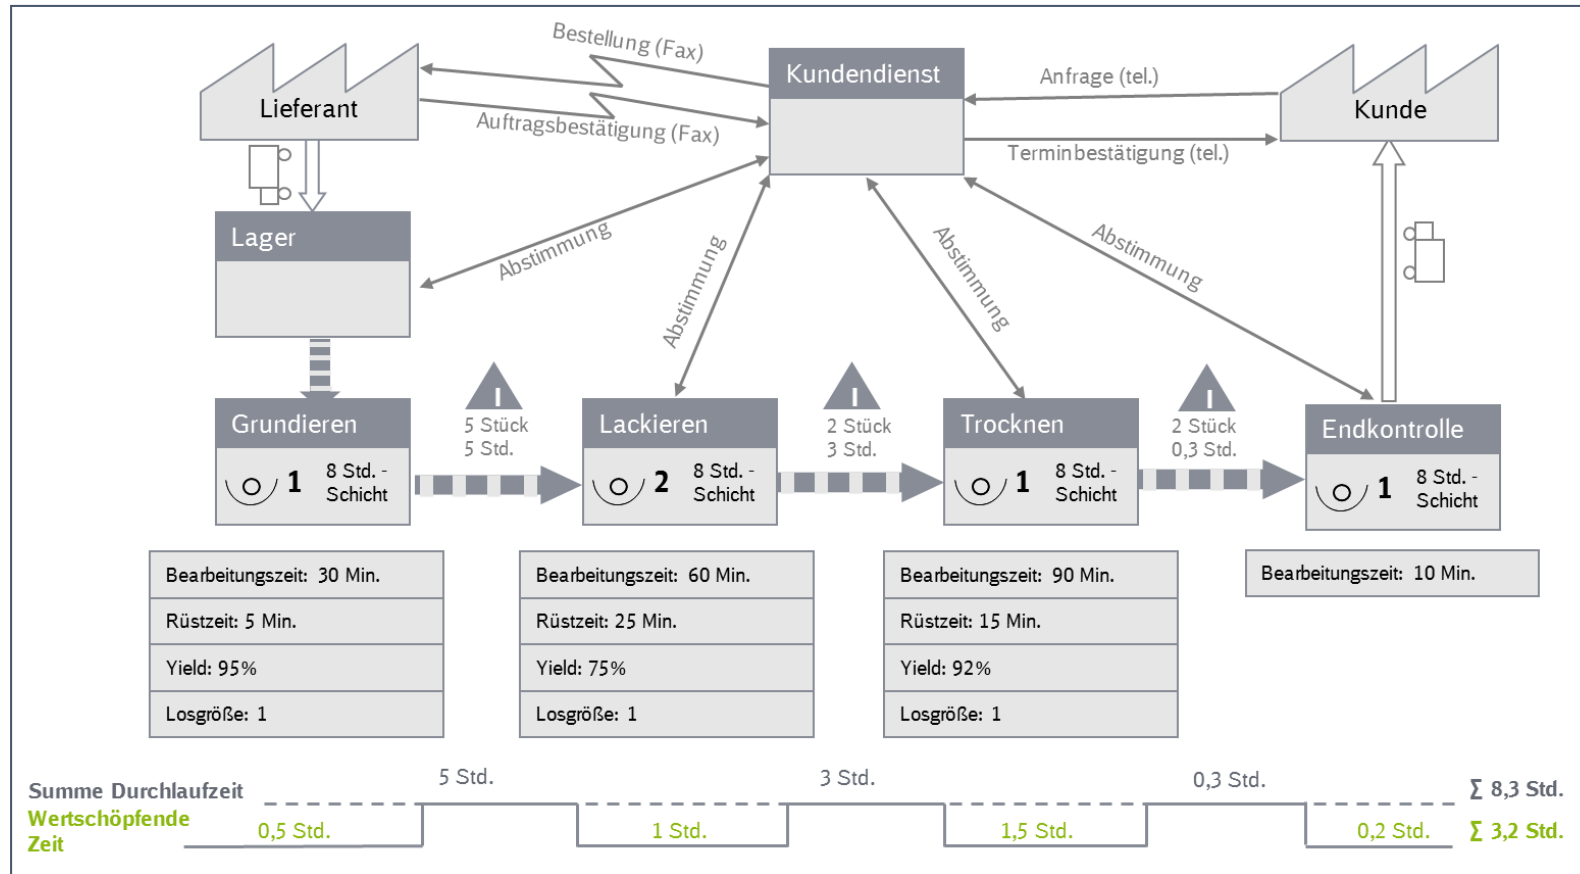 Bestellung (Fax)
Kundendienst
Anfrage (tel.)
Lieferant
Kunde
Auftragsbestätigung (Fax)
Terminbestätigung (tel.)
Lager
Abstimmung
Abstimmung
Abstimmung
Abstimmung
Grundieren
I
5 Stück
5 Std.
Lackieren
I
2 Stück
3 Std.
Trocknen
I
2 Stück
0,3 Std.
Endkontrolle
1
8 Std. -
Schicht
2
8 Std. -
Schicht
1
8 Std. -
Schicht
1
8 Std. -
Schicht
Bearbeitungszeit: 30 Min.
Rüstzeit: 5 Min.
Yield: 95%
Losgröße: 1
Bearbeitungszeit: 60 Min.
Rüstzeit: 25 Min.
Yield: 75%
Losgröße: 1
Bearbeitungszeit: 90 Min.
Rüstzeit: 15 Min.
Yield: 92%
Losgröße: 1
Bearbeitungszeit: 10 Min.
Summe Durchlaufzeit
5 Std.
3 Std.
0,3 Std.
∑ 8,3 Std.
Wertschöpfende
Zeit
0,5 Std.
1 Std.
1,5 Std.
0,2 Std.
∑ 3,2 Std.